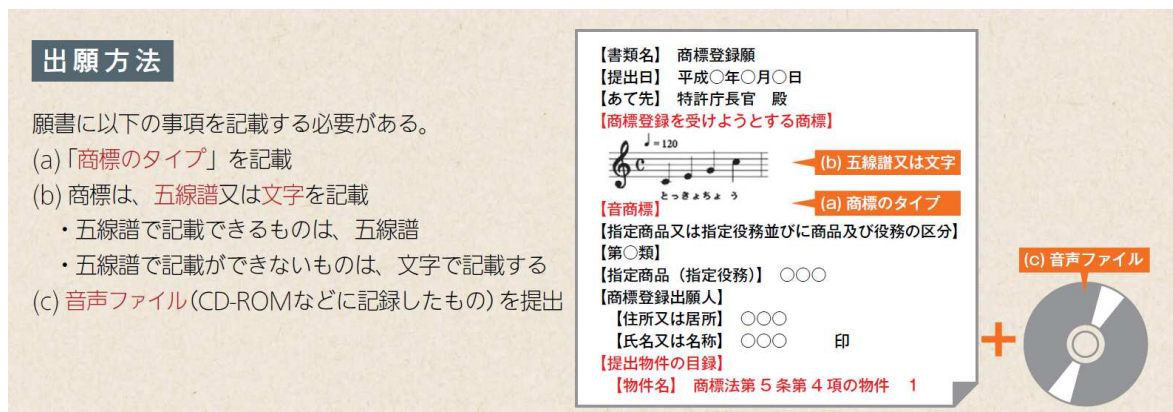 出願方法
願書に以下の事項を記載する必要がある。
(a)「商標のタイプ」を記載
(b) 商標は、五線譜又は文字を記載
・五線譜で記載できるものは、五線譜
・五線譜で記載ができないものは、文字で記載する
(c) 音声ファイル(CD-ROMなどに記録したもの)を提出
【書類名】 商標登録願
【提出日】 平成○年○月○日
【あて先】 特許庁長官 殿
【商標登録を受けようとする商標】
♩=120
とっきょちょ う
(b) 五線譜又は文字
【音商標】
(a) 商標のタイプ
【指定商品又は指定役務並びに商品及び役務の区分】
【第○類】
【指定商品（指定役務）】 ○○○
【商標登録出願人】
【住所又は居所】 ○○○
【氏名又は名称】 ○○○ 印
【提出物件の目録】
【物件名】 商標法第5条第4項の物件 1
+
(c) 音声ファイル